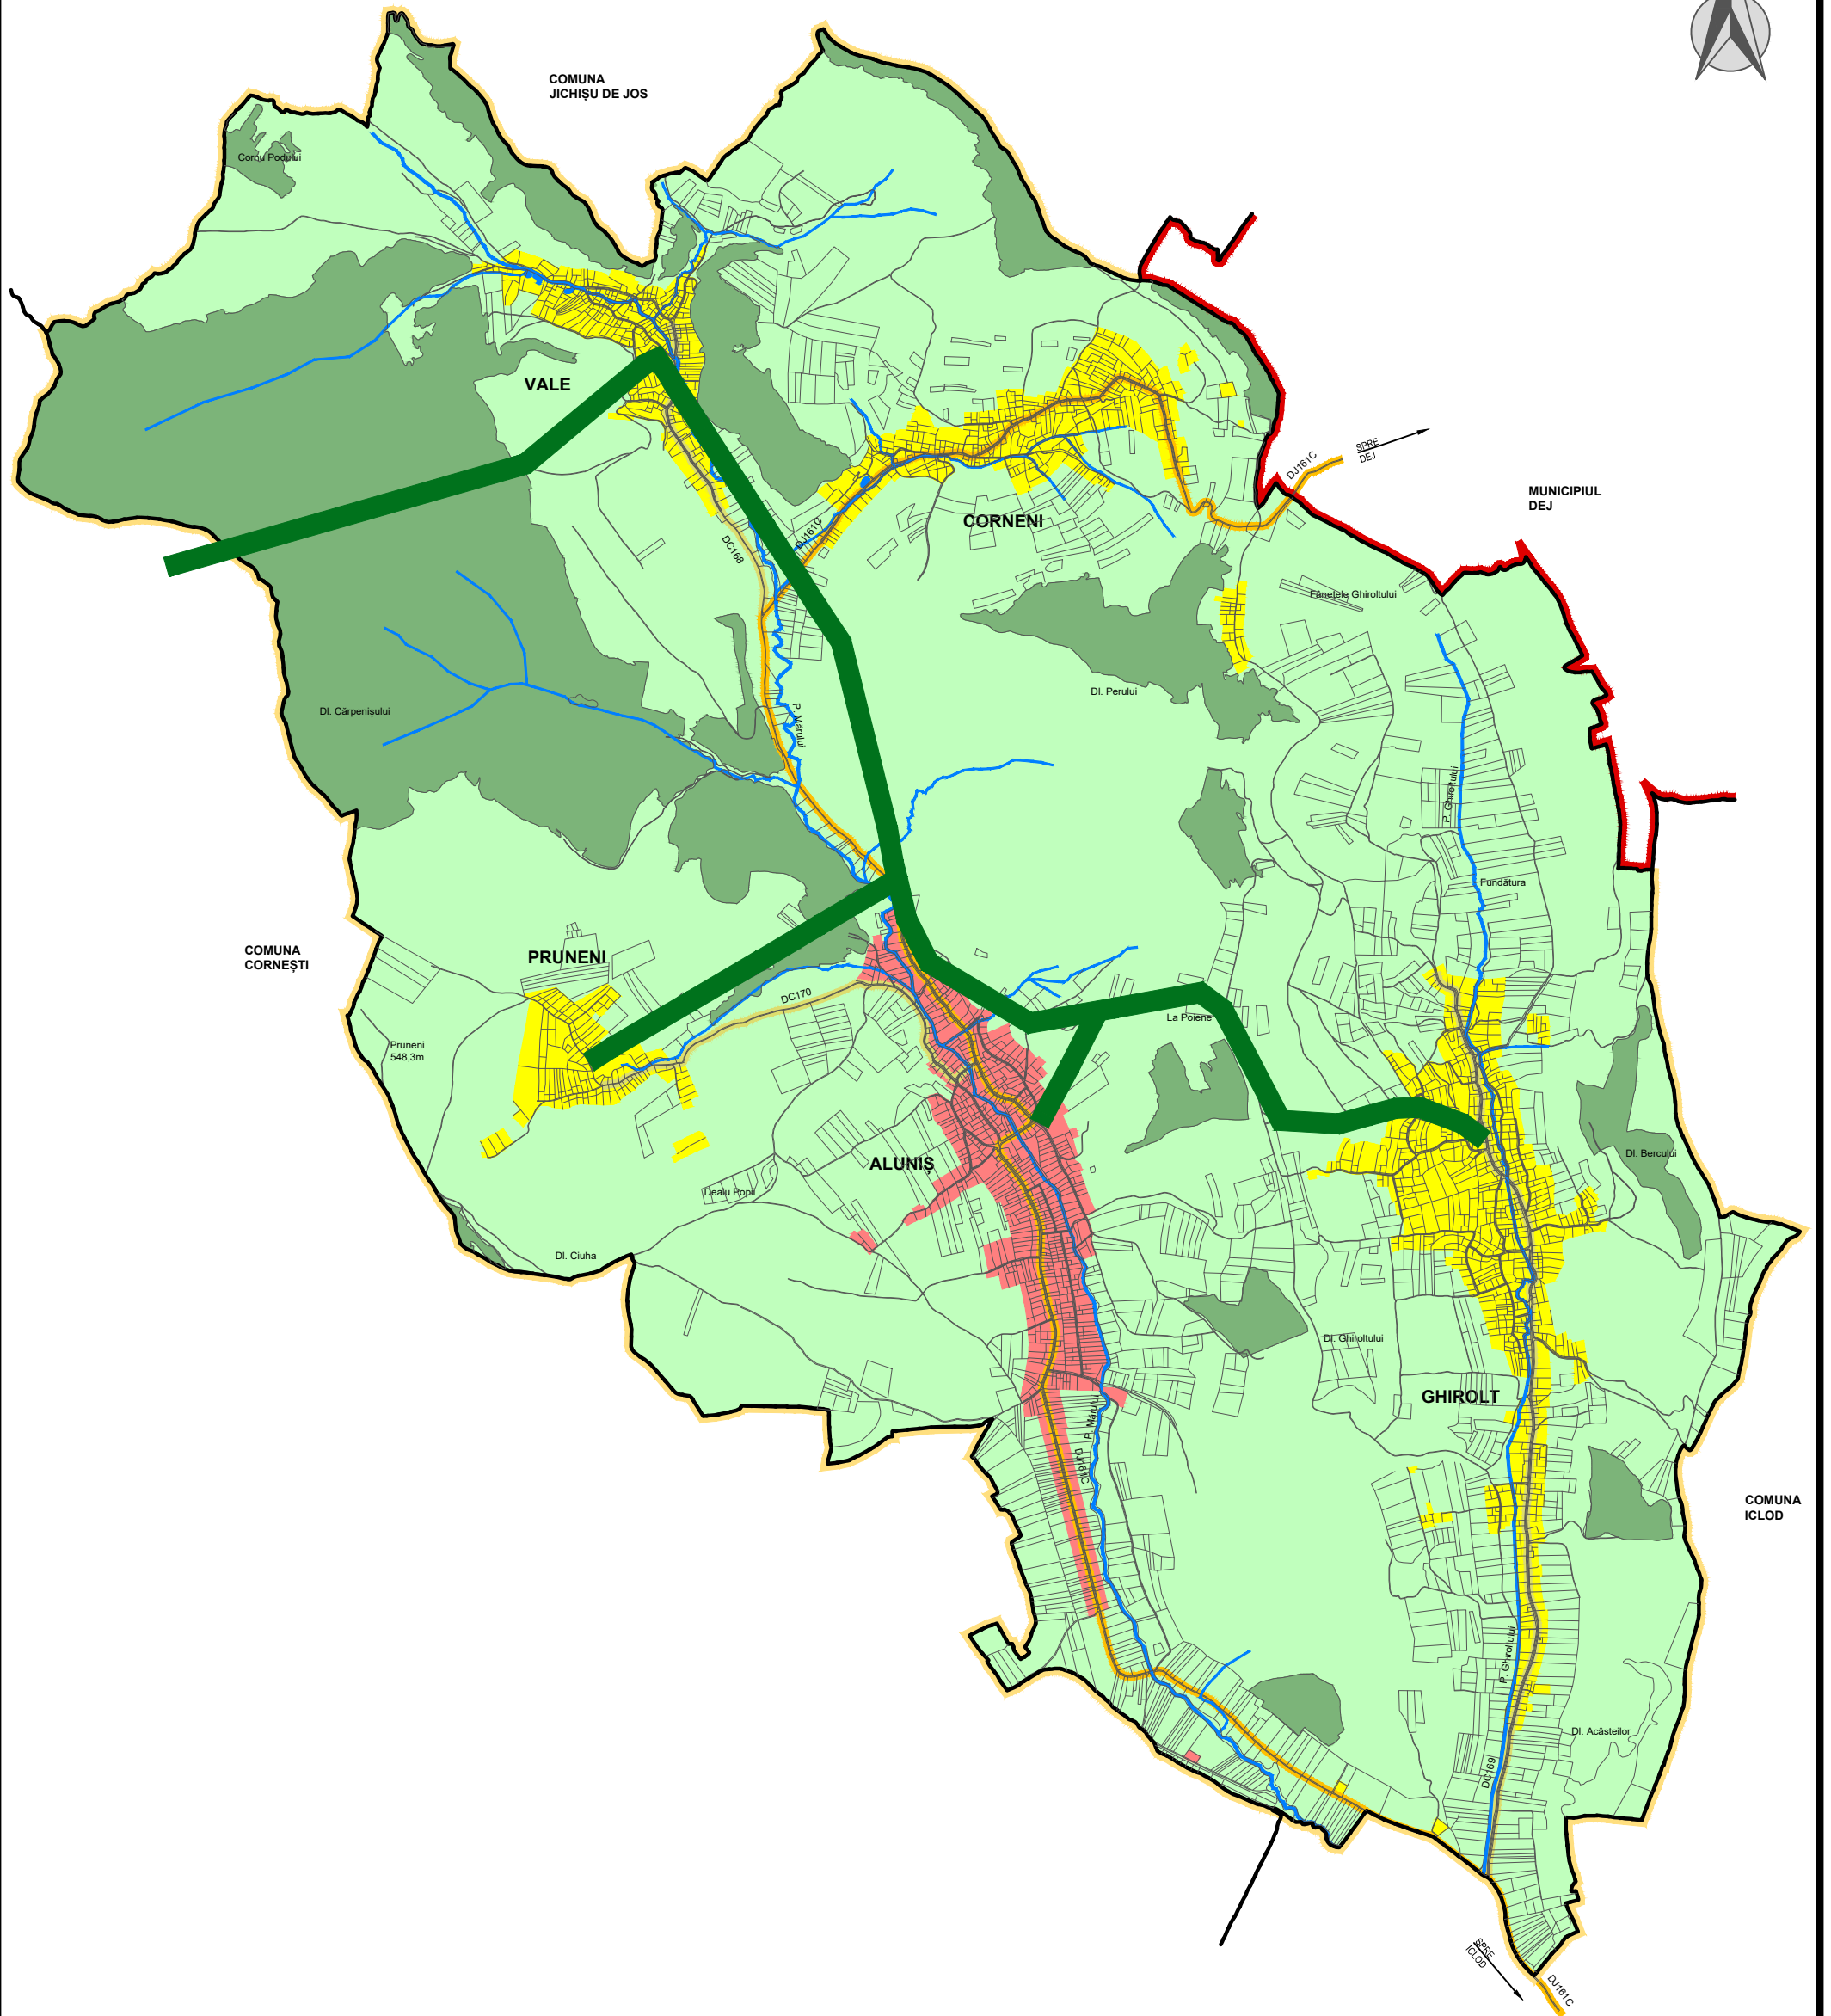 COMUNA
JICHIȘU DE JOS
Cornu Podului
VALE
SPRE
DEJ
DJ161C
MUNICIPIUL
DEJ
CORNENI
DJ161C
DC168
Fânețele Ghiroltului
Dl. Perului
Dl. Cărpenișului
P. Mărului
P. Ghiroltului
Fundătura
COMUNA
CORNEȘTI
PRUNENI
DC170
La Poiene
Pruneni
548,3m
ALUNIȘ
Dl. Bercului
Dealu Popii
Dl. Ciuha
Dl. Ghiroltului
GHIROLT
P. Mărului
DJ161C
COMUNA
ICLOD
P. Ghiroltului
Dl. Acăsteilor
DC169
SPRE
ICLOD
DJ161C